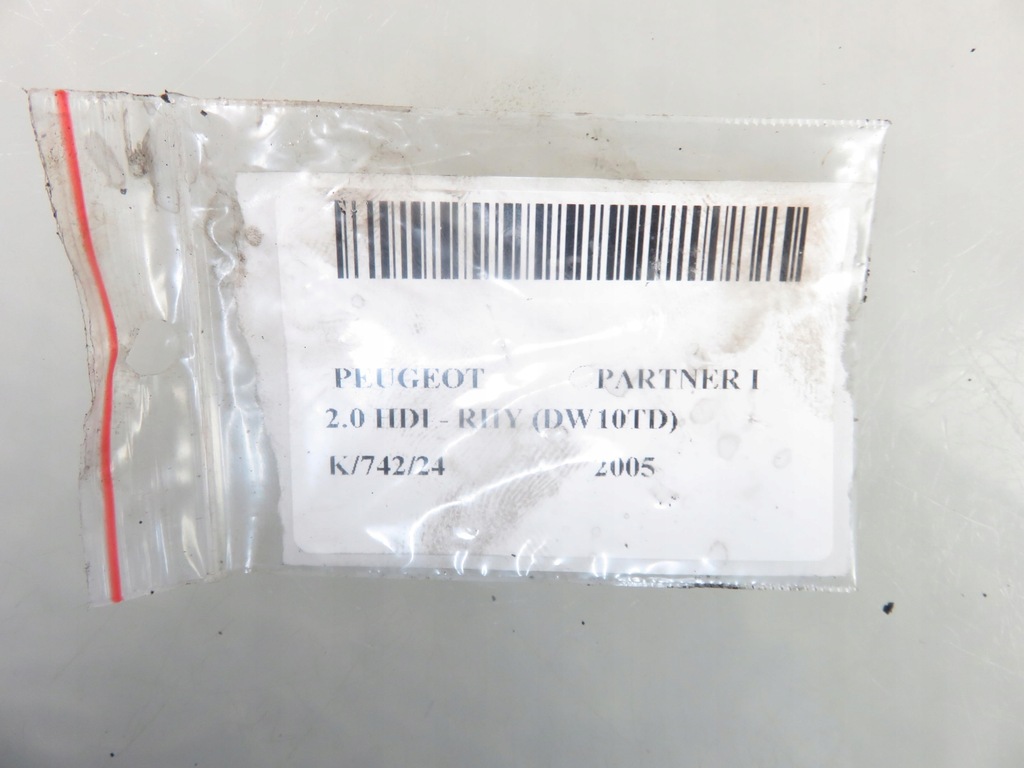 PEUGEOT PARTNER I
2.0 HDI - RHY (DW10TD)
K/742/24 2005